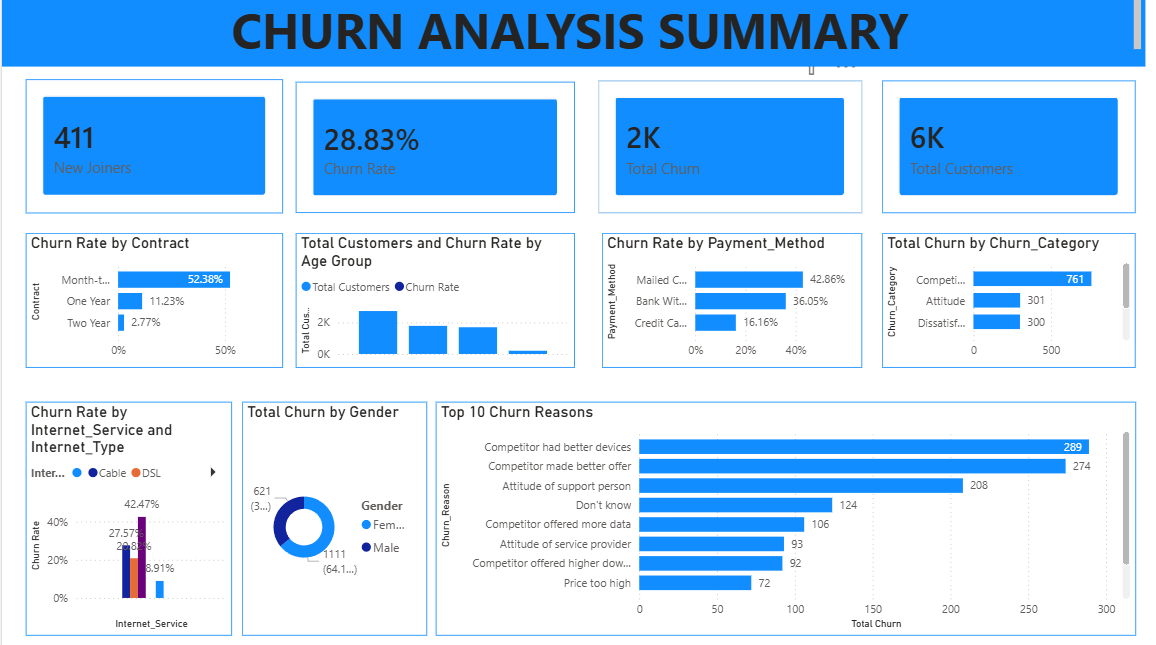 CHURN ANALYSIS SUMMARY
411
New Joiners
28.83%
Churn Rate
2K
Total Churn
6K
Total Customers
Churn Rate by Contract
Contract
Month-t...
52.38%
One Year
11.23%
Two Year
2.77%
0%
50%
Total Customers and Churn Rate by
Age Group
Total Customers
Churn Rate
Total Cus...
2K
0K
Churn Rate by Payment_Method
Payment_Method
Mailed C...
42.86%
Bank Wit...
36.05%
Credit Ca...
16.16%
0%
20%
40%
Total Churn by Churn_Category
Churn_Category
Competi...
761
Attitude
301
Dissatisf...
300
0
500
Churn Rate by
Internet_Service and
Internet_Type
Inter...
Cable
DSL
Churn Rate
42.47%
40%
27.57%
20%
8.91%
0%
Internet_Service
Total Churn by Gender
621
(3...)
1111
(64.1...)
Gender
Fem...
Male
Top 10 Churn Reasons
Churn_Reason
Competitor had better devices
289
Competitor made better offer
274
Attitude of support person
208
Don't know
124
Competitor offered more data
106
Attitude of service provider
93
Competitor offered higher dow...
92
Price too high
72
0
50
100
150
200
250
300
Total Churn